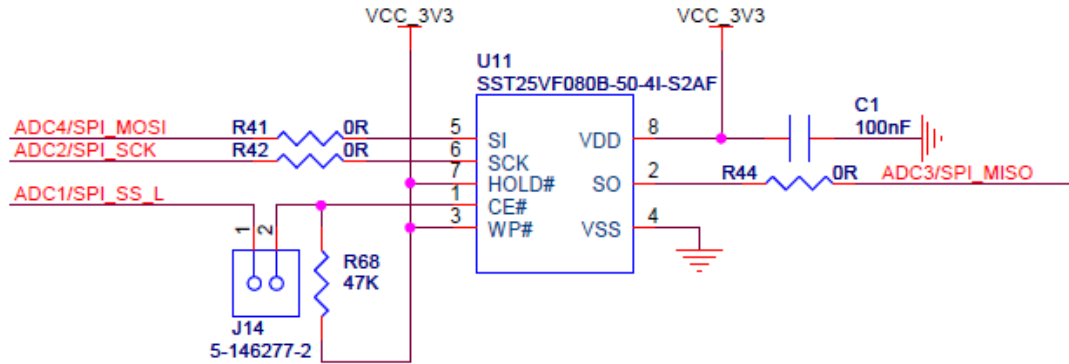 VCC_3V3
VCC_3V3
U11
SST25VF080B-50-4I-S2AF
C1
100nF
ADC4/SPI_MOSI
R41
0R
5
SI
VDD
8
ADC2/SPI_SCK
R42
0R
6
SCK
7
HOLD#
SO
2
R44
0R
ADC3/SPI_MISO
ADC1/SPI_SS_L
1
CE#
3
WP#
VSS
4
1
2
R68
47K
J14
5-146277-2